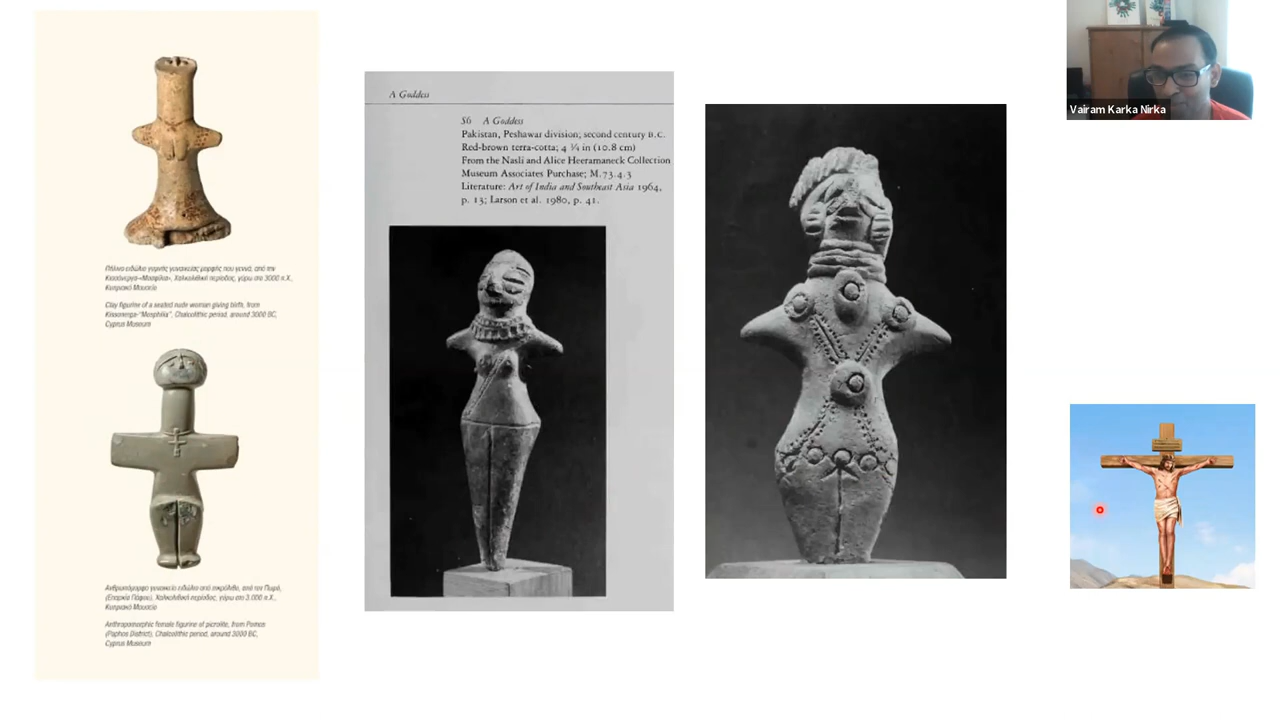 Πήλινο ειδώλιο γυμνής γυναικείας μορφής που γεννά, από την
Κισσόνεργα-«Μοσφίλια», Χαλκολιθική περίοδος, γύρω στο 3000 π.Χ.,
Κυπριακό Μουσείο
Clay figurine of a seated nude woman giving birth, from
Kissonerga-"Mosphilia", Chalcolithic period, around 3000 BC,
Cyprus Museum
Ανθρωπόμορφο γυναικείο ειδώλιο από πικρόλιθο, από τον Πωμό,
(Επαρχία Πάφου), Χαλκολιθική περίοδος, γύρω στο 3.000 π.Χ.,
Κυπριακό Μουσείο
Anthropomorphic female figurine of picrolite, from Pomos
(Paphos District), Chalcolithic period, around 3000 BC,
Cyprus Museum
A Goddess
S6 A Goddess
Pakistan, Peshawar division; second century B.C.
Red-brown terra-cotta; 4 ¼ in (10.8 cm)
From the Nasli and Alice Heeramaneck Collection
Museum Associates Purchase; M.73.4.3
Literature: Art of India and Southeast Asia 1964,
p. 13; Larson et al. 1980, p. 41.
Vairam Karka Nirka